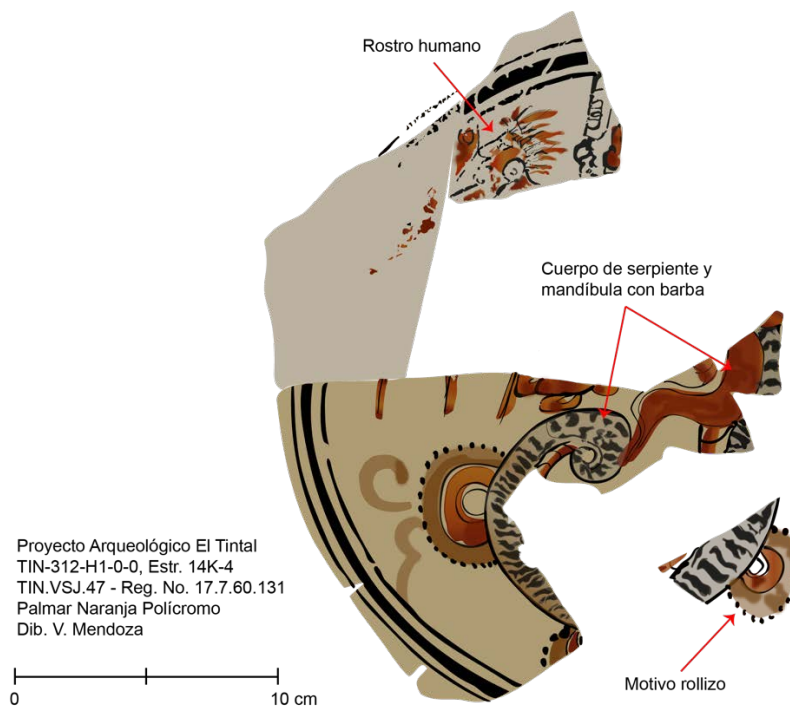 Rostro humano
Cuerpo de serpiente y
mandíbula con barba
Proyecto Arqueológico El Tintal
TIN-312-H1-0-0, Estr. 14K-4
TIN.VSJ.47 - Reg. No. 17.7.60.131
Palmar Naranja Polícromo
Dib. V. Mendoza
Motivo rollizo
0
10 cm